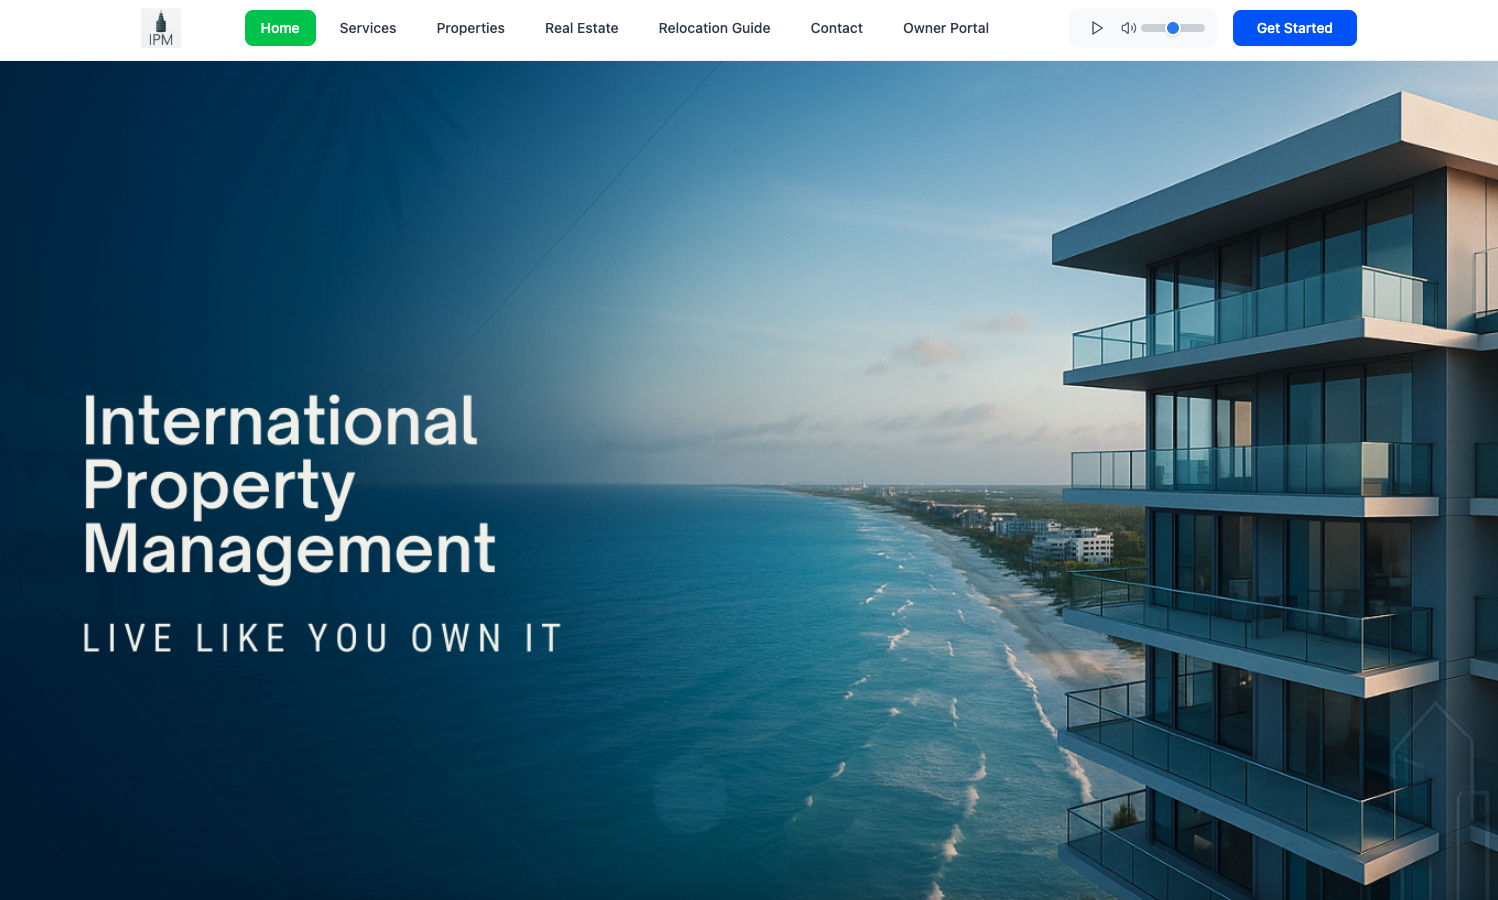 IPM
Home
Services
Properties
Real Estate
Relocation Guide
Contact
Owner Portal
Get Started
International
Property
Management
LIVE LIKE YOU OWN IT